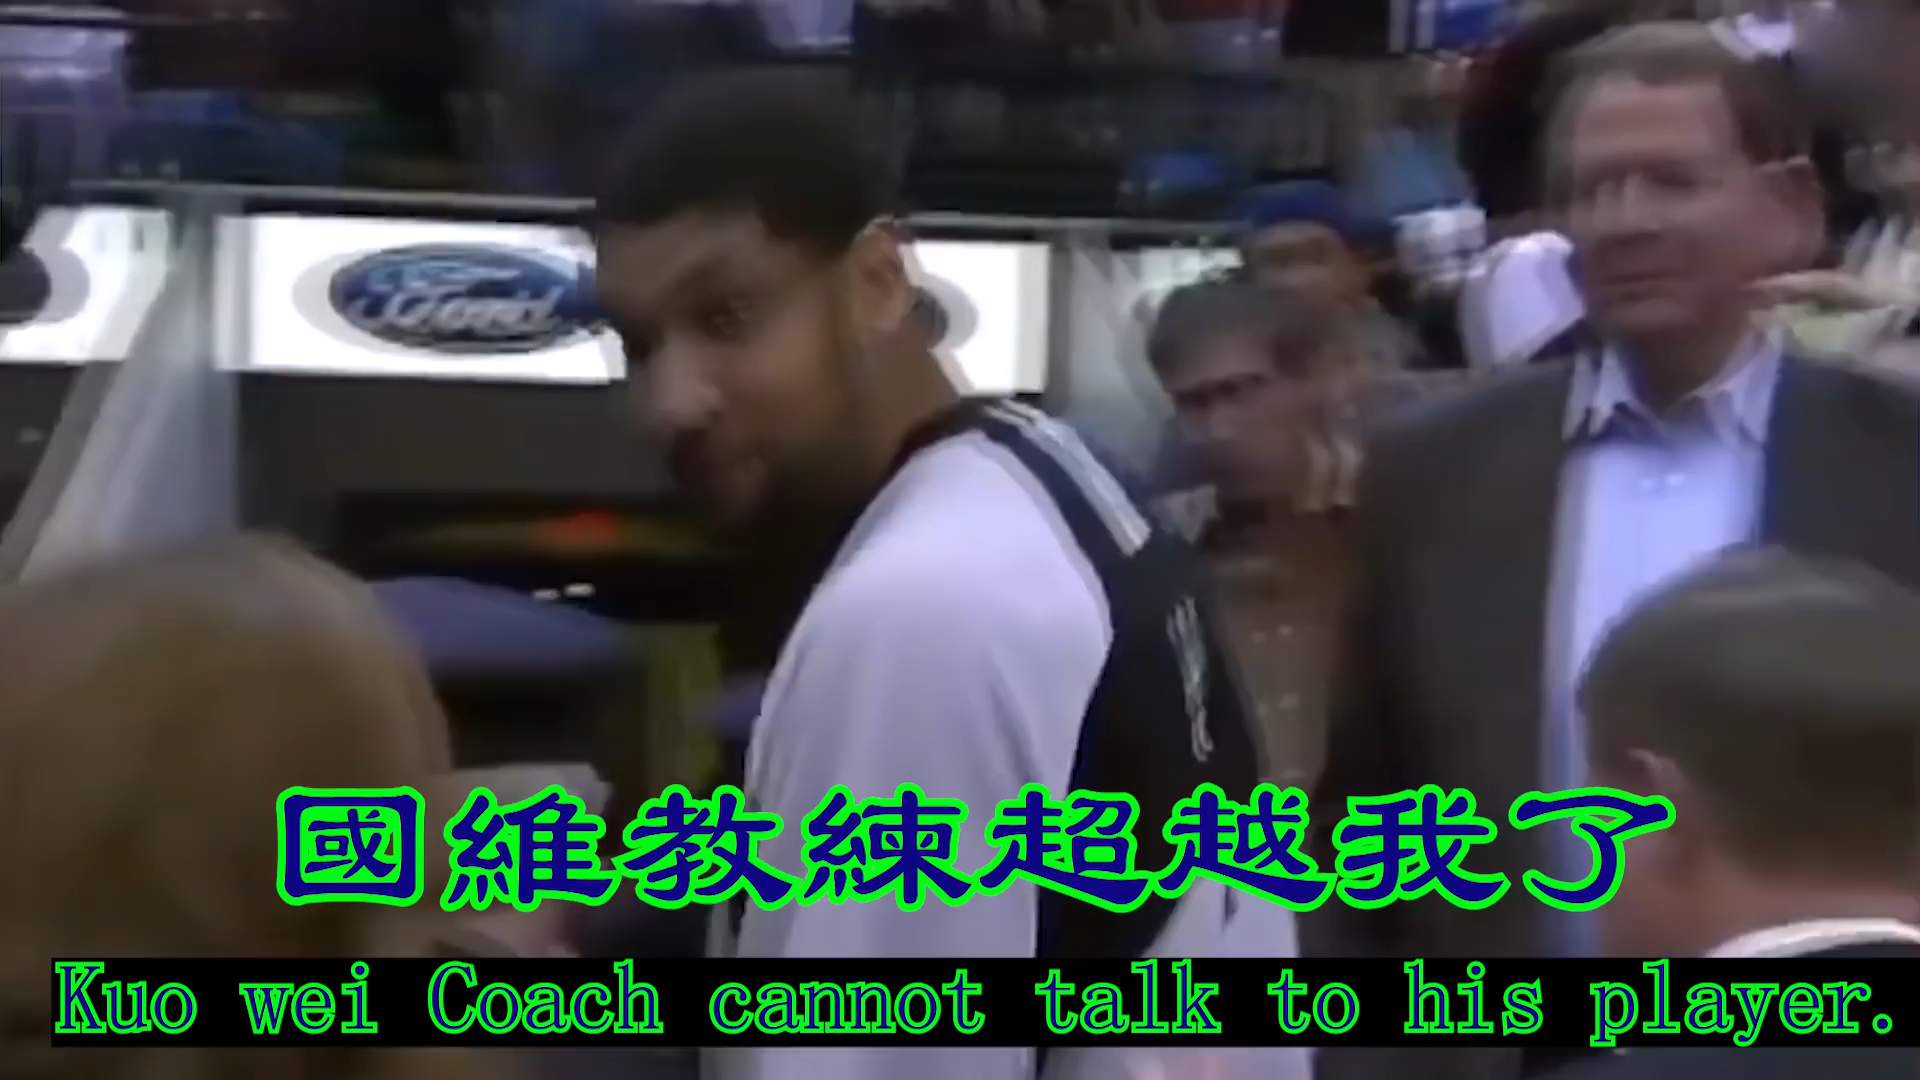 Ford
國維教練超越我了
Kuo wei Coach cannot talk to his player.